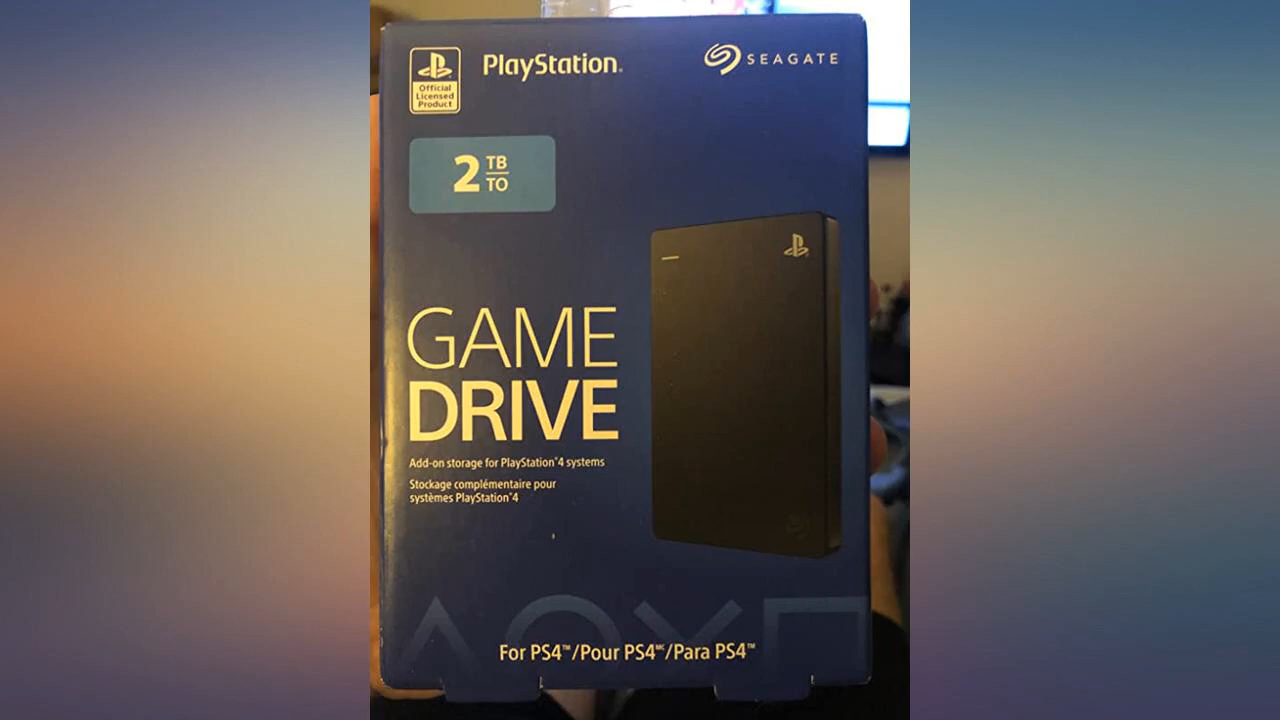 Official
Licensed
Product
PlayStation®
SEAGATE
2 TB
TO
GAME
DRIVE
Add-on storage for PlayStation®4 systems
Stockage complémentaire pour
systèmes PlayStation®4
For PS4™/Pour PS4ᴹᶜ/Para PS4™